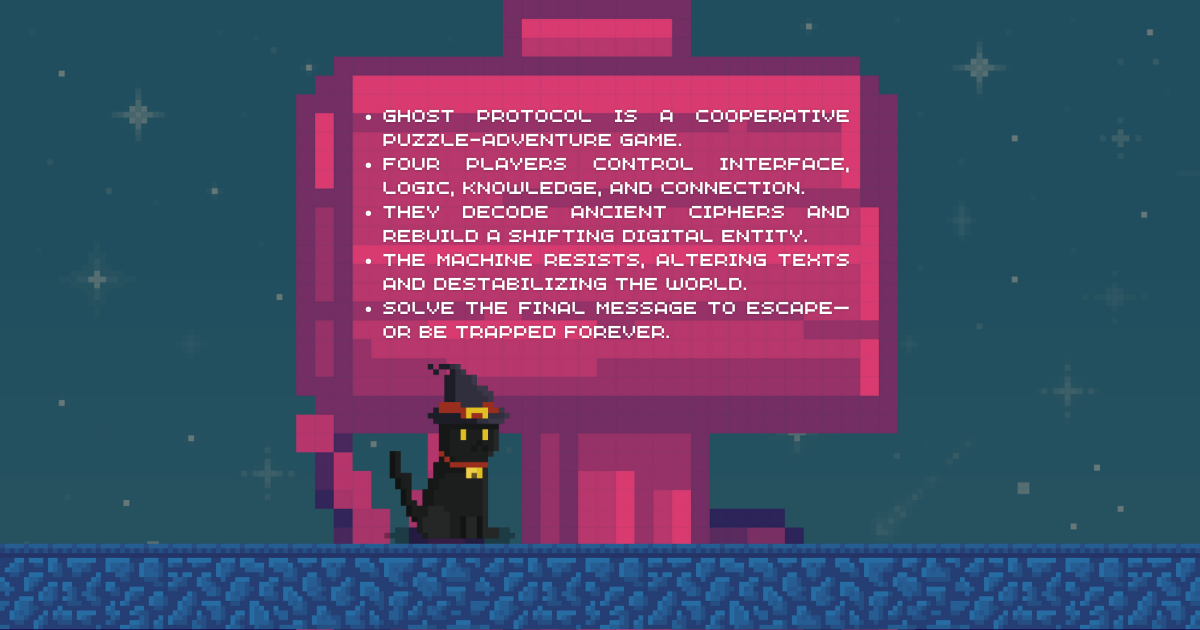 • GHOST PROTOCOL IS A COOPERATIVE
PUZZLE-ADVENTURE GAME.
• FOUR PLAYERS CONTROL INTERFACE,
LOGIC, KNOWLEDGE, AND CONNECTION.
• THEY DECODE ANCIENT CIPHERS AND
REBUILD A SHIFTING DIGITAL ENTITY.
• THE MACHINE RESISTS, ALTERING TEXTS
AND DESTABILIZING THE WORLD.
• SOLVE THE FINAL MESSAGE TO ESCAPE—
OR BE TRAPPED FOREVER.